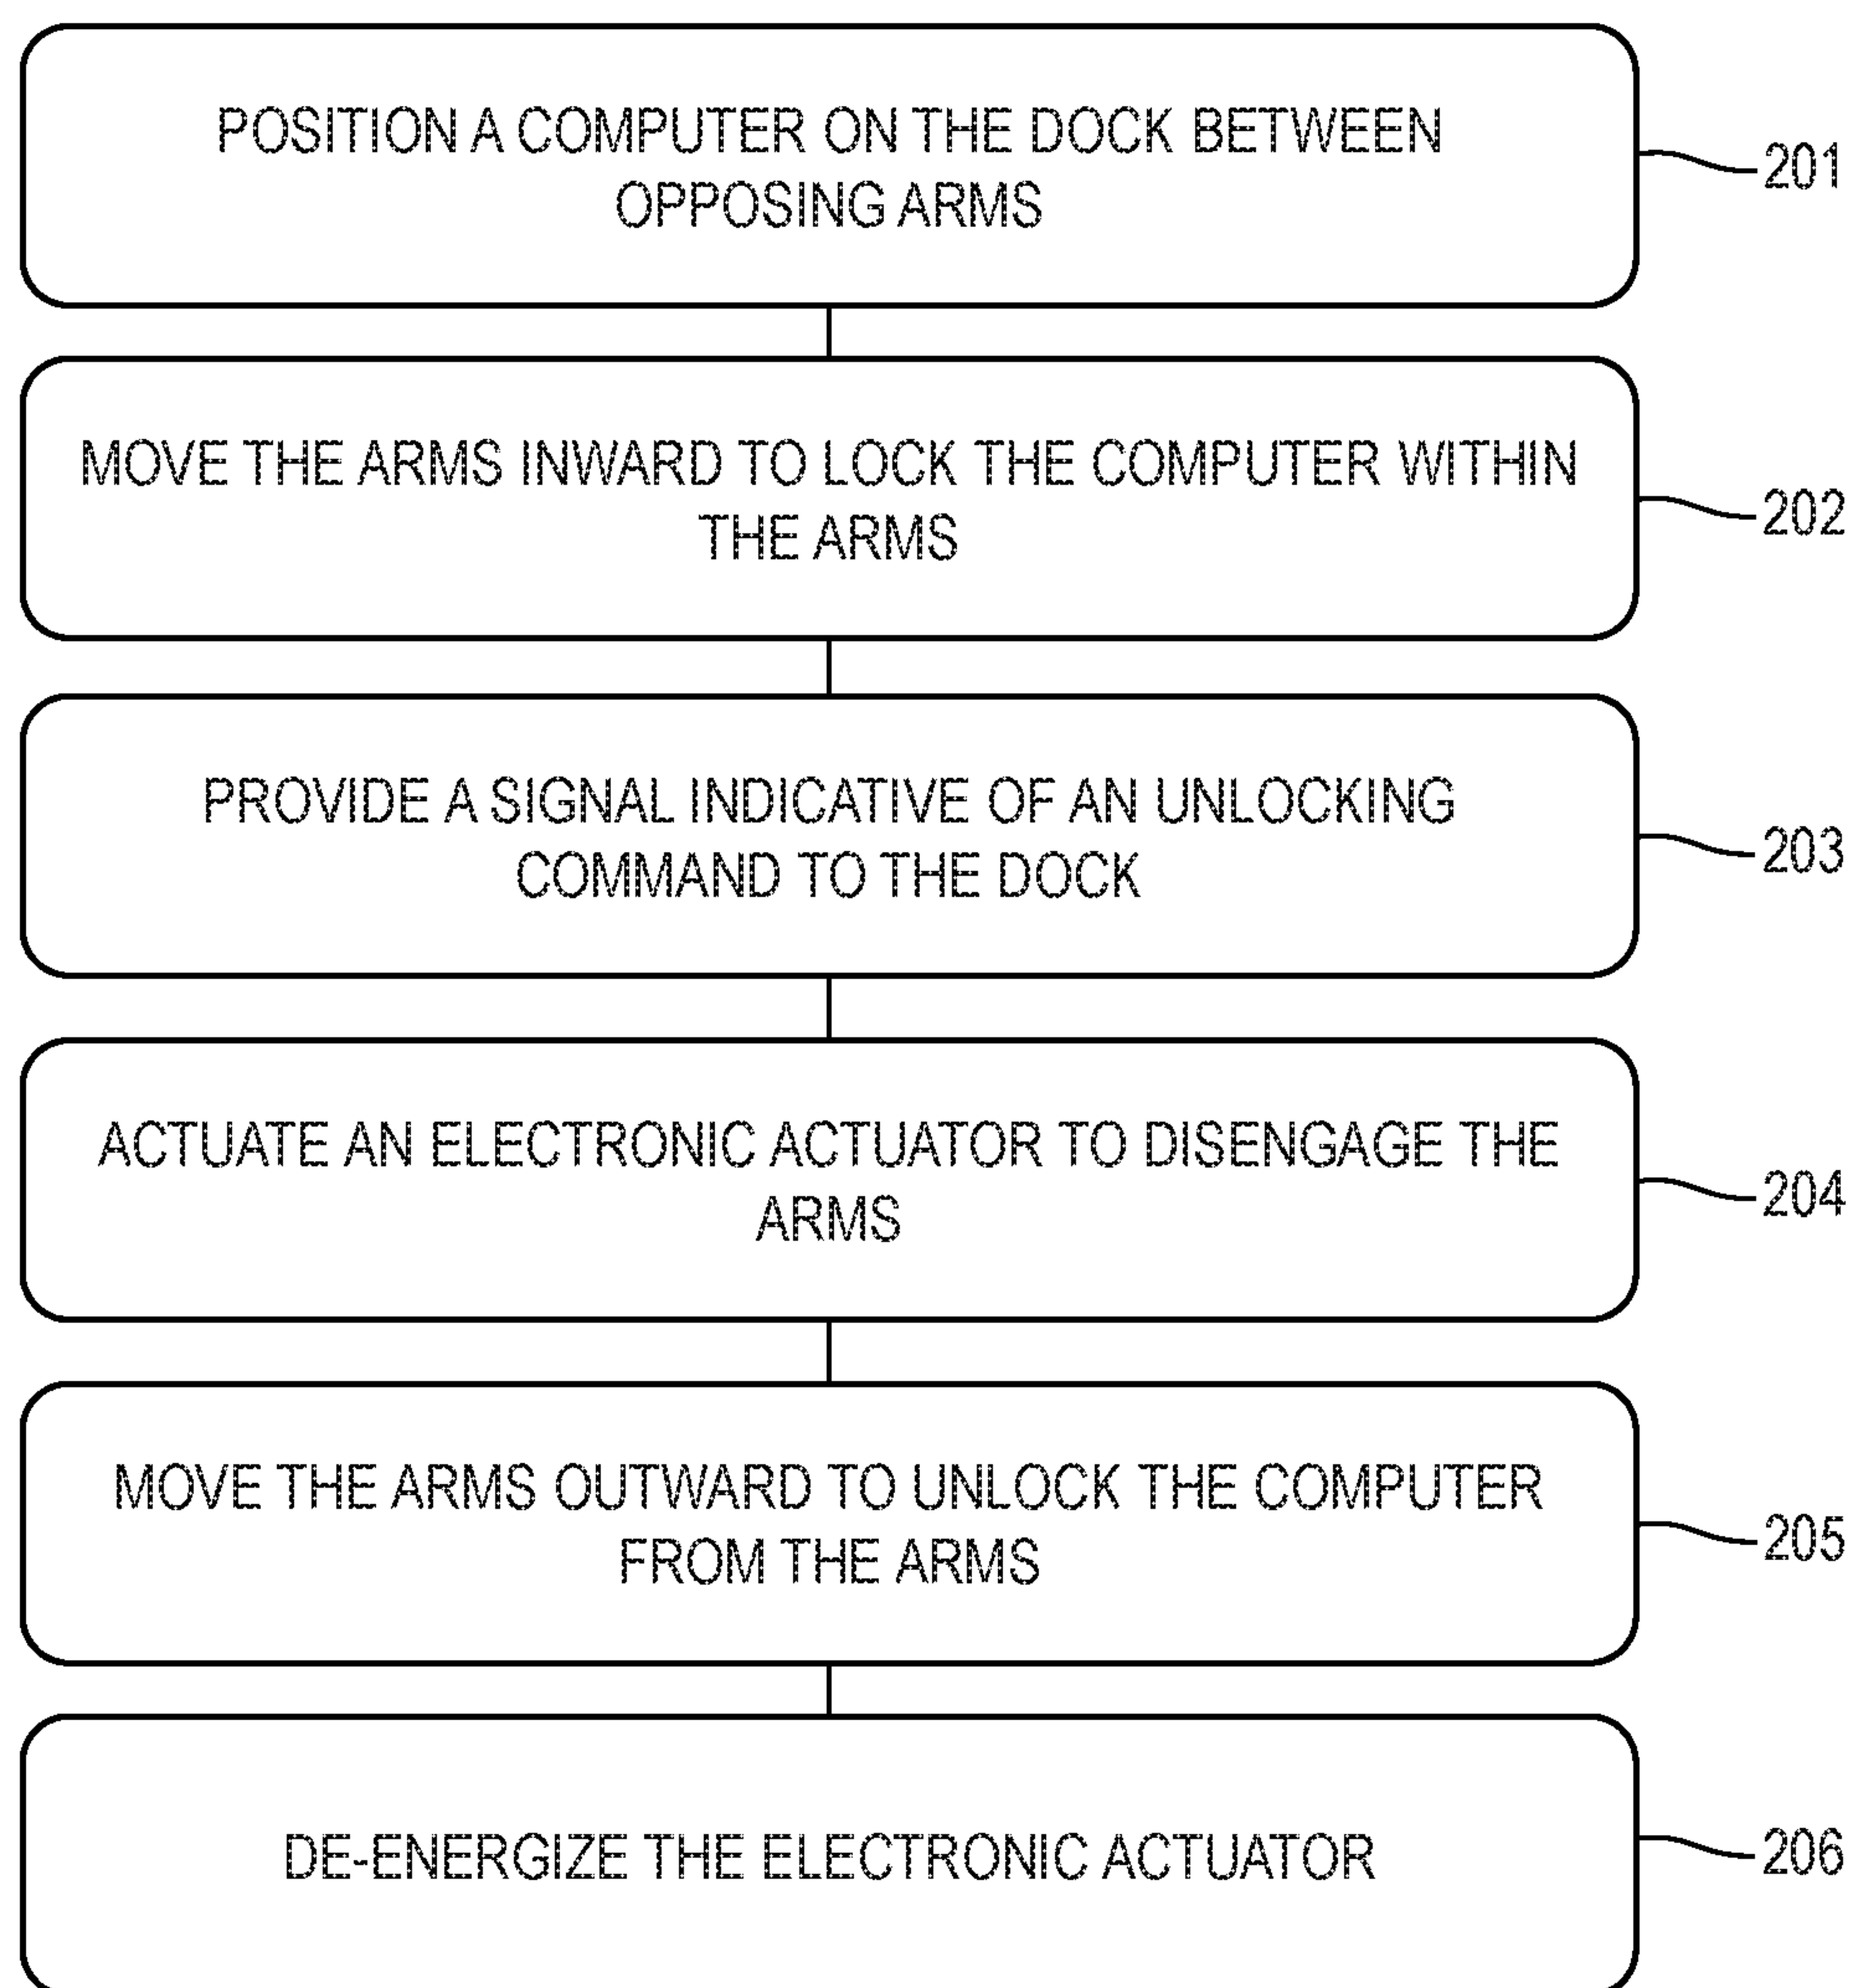 POSITION A COMPUTER ON THE DOCK BETWEEN
OPPOSING ARMS
201
MOVE THE ARMS INWARD TO LOCK THE COMPUTER WITHIN
THE ARMS
202
PROVIDE A SIGNAL INDICATIVE OF AN UNLOCKING
COMMAND TO THE DOCK
203
ACTUATE AN ELECTRONIC ACTUATOR TO DISENGAGE THE
ARMS
204
MOVE THE ARMS OUTWARD TO UNLOCK THE COMPUTER
FROM THE ARMS
205
DE-ENERGIZE THE ELECTRONIC ACTUATOR
206